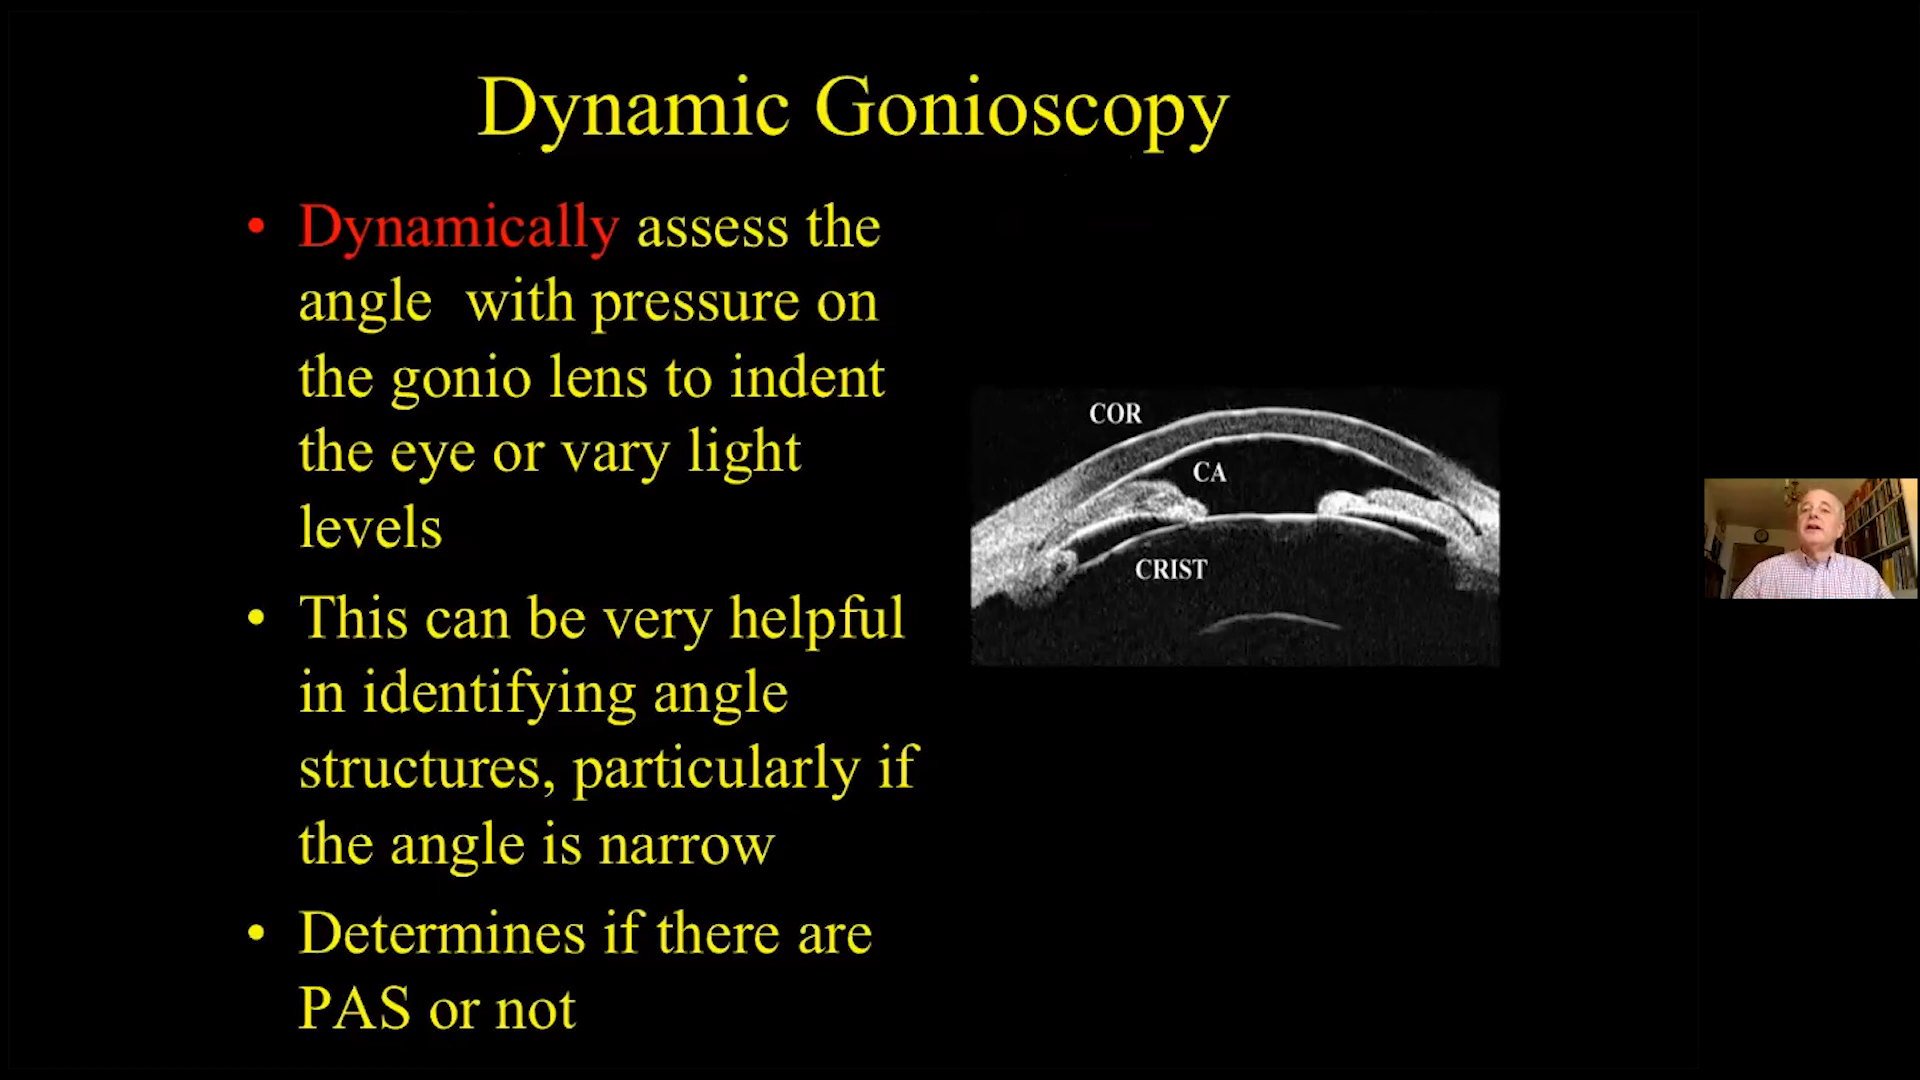 Dynamic Gonioscopy
• Dynamically assess the
angle with pressure on
the gonio lens to indent
the eye or vary light
levels
• This can be very helpful
in identifying angle
structures, particularly if
the angle is narrow
• Determines if there are
PAS or not
COR
CA
CRIST